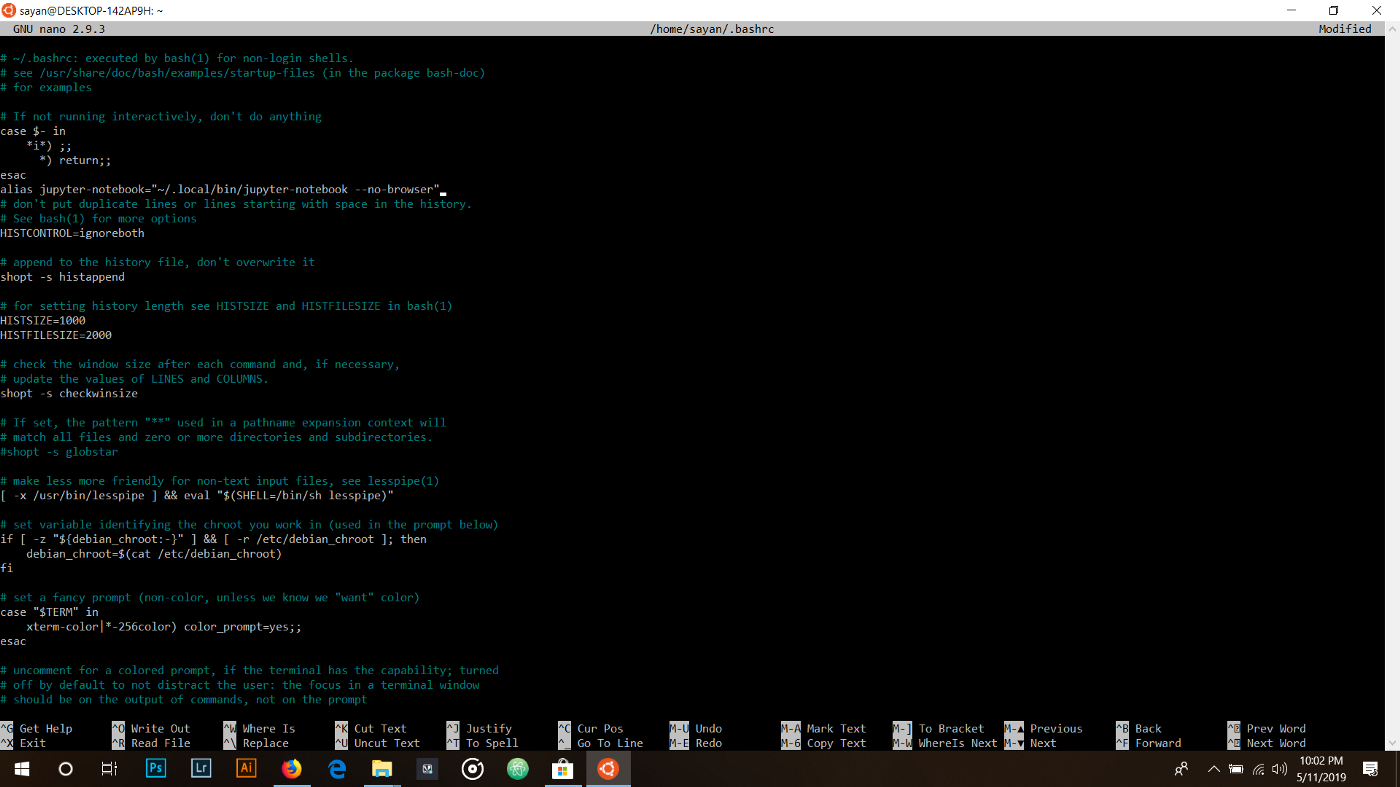 sayan@DESKTOP-142AP9H: ~
GNU nano 2.9.3 /home/sayan/.bashrc Modified
# ~/.bashrc: executed by bash(1) for non-login shells.
# see /usr/share/doc/bash/examples/startup-files (in the package bash-doc)
# for examples
# If not running interactively, don't do anything
case $- in
    *i*) ;;
      *) return;;
esac
alias jupyter-notebook="~/.local/bin/jupyter-notebook --no-browser"
# don't put duplicate lines or lines starting with space in the history.
# See bash(1) for more options
HISTCONTROL=ignoreboth
# append to the history file, don't overwrite it
shopt -s histappend
# for setting history length see HISTSIZE and HISTFILESIZE in bash(1)
HISTSIZE=1000
HISTFILESIZE=2000
# check the window size after each command and, if necessary,
# update the values of LINES and COLUMNS.
shopt -s checkwinsize
# If set, the pattern "**" used in a pathname expansion context will
# match all files and zero or more directories and subdirectories.
#shopt -s globstar
# make less more friendly for non-text input files, see lesspipe(1)
[ -x /usr/bin/lesspipe ] && eval "$(SHELL=/bin/sh lesspipe)"
# set variable identifying the chroot you work in (used in the prompt below)
if [ -z "${debian_chroot:-}" ] && [ -r /etc/debian_chroot ]; then
    debian_chroot=$(cat /etc/debian_chroot)
fi
# set a fancy prompt (non-color, unless we know we "want" color)
case "$TERM" in
    xterm-color|*-256color) color_prompt=yes;;
esac
# uncomment for a colored prompt, if the terminal has the capability; turned
# off by default to not distract the user: the focus in a terminal window
# should be on the output of commands, not on the prompt
^G Get Help ^O Write Out ^W Where Is ^K Cut Text ^J Justify ^C Cur Pos M-U Undo M-A Mark Text M-] To Bracket M-▲ Previous ^B Back Prev Word
^X Exit ^R Read File ^\ Replace ^U Uncut Text ^T To Spell ^_ Go To Line M-E Redo M-6 Copy Text M-W WhereIs Next M-▼ Next ^F Forward Next Word
Ps Lr Ai 10:02 PM
5/11/2019